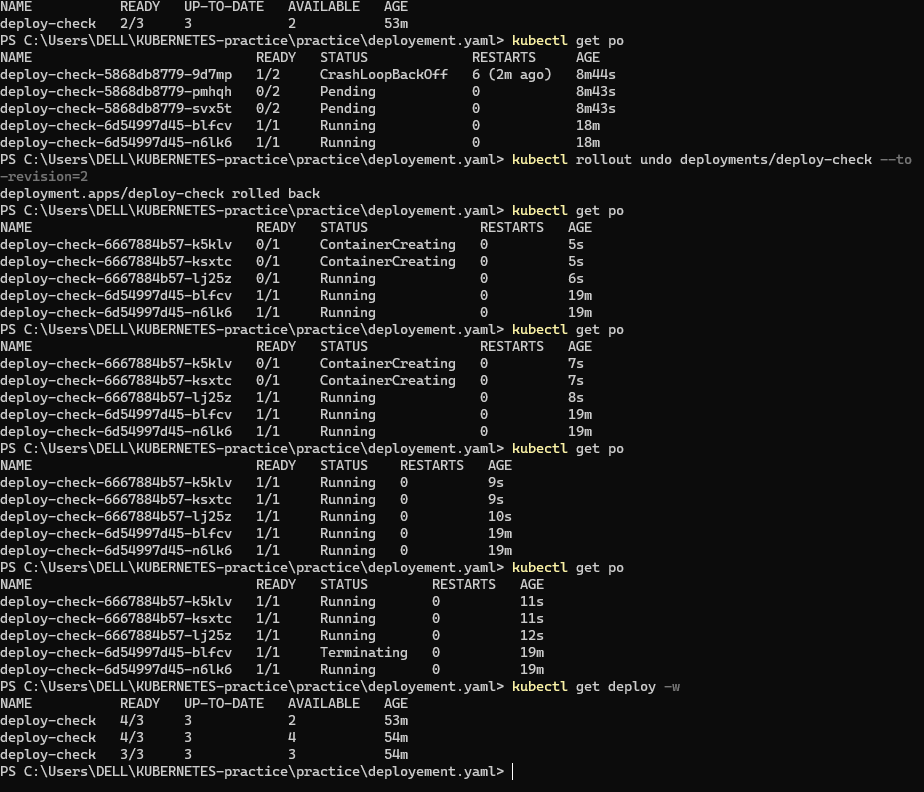 NAME           READY   UP-TO-DATE   AVAILABLE   AGE
deploy-check   2/3     3            2           53m
PS C:\Users\DELL\KUBERNETES-practice\practice\deployement.yaml> kubectl get po
NAME                            READY   STATUS             RESTARTS     AGE
deploy-check-5868db8779-9d7mp   1/2     CrashLoopBackOff   6 (2m ago)   8m44s
deploy-check-5868db8779-pmhqh   0/2     Pending            0            8m43s
deploy-check-5868db8779-svx5t   0/2     Pending            0            8m43s
deploy-check-6d54997d45-blfcv   1/1     Running            0            18m
deploy-check-6d54997d45-n6lk6   1/1     Running            0            18m
PS C:\Users\DELL\KUBERNETES-practice\practice\deployement.yaml> kubectl rollout undo deployments/deploy-check --to
-revision=2
deployment.apps/deploy-check rolled back
PS C:\Users\DELL\KUBERNETES-practice\practice\deployement.yaml> kubectl get po
NAME                            READY   STATUS              RESTARTS   AGE
deploy-check-6667884b57-k5klv   0/1     ContainerCreating   0          5s
deploy-check-6667884b57-ksxtc   0/1     ContainerCreating   0          5s
deploy-check-6667884b57-lj25z   0/1     Running             0          6s
deploy-check-6d54997d45-blfcv   1/1     Running             0          19m
deploy-check-6d54997d45-n6lk6   1/1     Running             0          19m
PS C:\Users\DELL\KUBERNETES-practice\practice\deployement.yaml> kubectl get po
NAME                            READY   STATUS              RESTARTS   AGE
deploy-check-6667884b57-k5klv   0/1     ContainerCreating   0          7s
deploy-check-6667884b57-ksxtc   0/1     ContainerCreating   0          7s
deploy-check-6667884b57-lj25z   1/1     Running             0          8s
deploy-check-6d54997d45-blfcv   1/1     Running             0          19m
deploy-check-6d54997d45-n6lk6   1/1     Running             0          19m
PS C:\Users\DELL\KUBERNETES-practice\practice\deployement.yaml> kubectl get po
NAME                            READY   STATUS    RESTARTS   AGE
deploy-check-6667884b57-k5klv   1/1     Running   0          9s
deploy-check-6667884b57-ksxtc   1/1     Running   0          9s
deploy-check-6667884b57-lj25z   1/1     Running   0          10s
deploy-check-6d54997d45-blfcv   1/1     Running   0          19m
deploy-check-6d54997d45-n6lk6   1/1     Running   0          19m
PS C:\Users\DELL\KUBERNETES-practice\practice\deployement.yaml> kubectl get po
NAME                            READY   STATUS        RESTARTS   AGE
deploy-check-6667884b57-k5klv   1/1     Running       0          11s
deploy-check-6667884b57-ksxtc   1/1     Running       0          11s
deploy-check-6667884b57-lj25z   1/1     Running       0          12s
deploy-check-6d54997d45-blfcv   1/1     Terminating   0          19m
deploy-check-6d54997d45-n6lk6   1/1     Running       0          19m
PS C:\Users\DELL\KUBERNETES-practice\practice\deployement.yaml> kubectl get deploy -w
NAME           READY   UP-TO-DATE   AVAILABLE   AGE
deploy-check   4/3     3            2           53m
deploy-check   4/3     3            4           54m
deploy-check   3/3     3            3           54m
PS C:\Users\DELL\KUBERNETES-practice\practice\deployement.yaml>